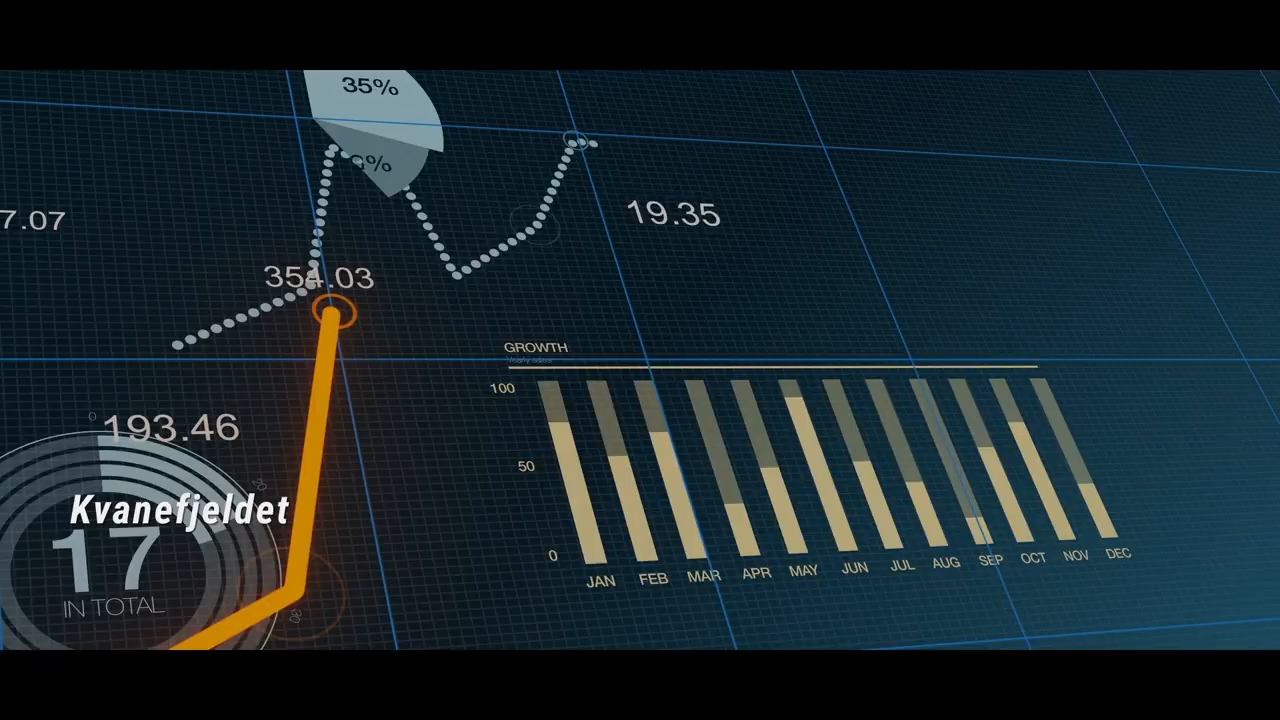 35%
%
7.07
19.35
354.03
GROWTH
100
193.46
50
Kvanefjeldet
17
0
IN TOTAL
JAN FEB MAR APR MAY JUN JUL AUG SEP OCT NOV DEC